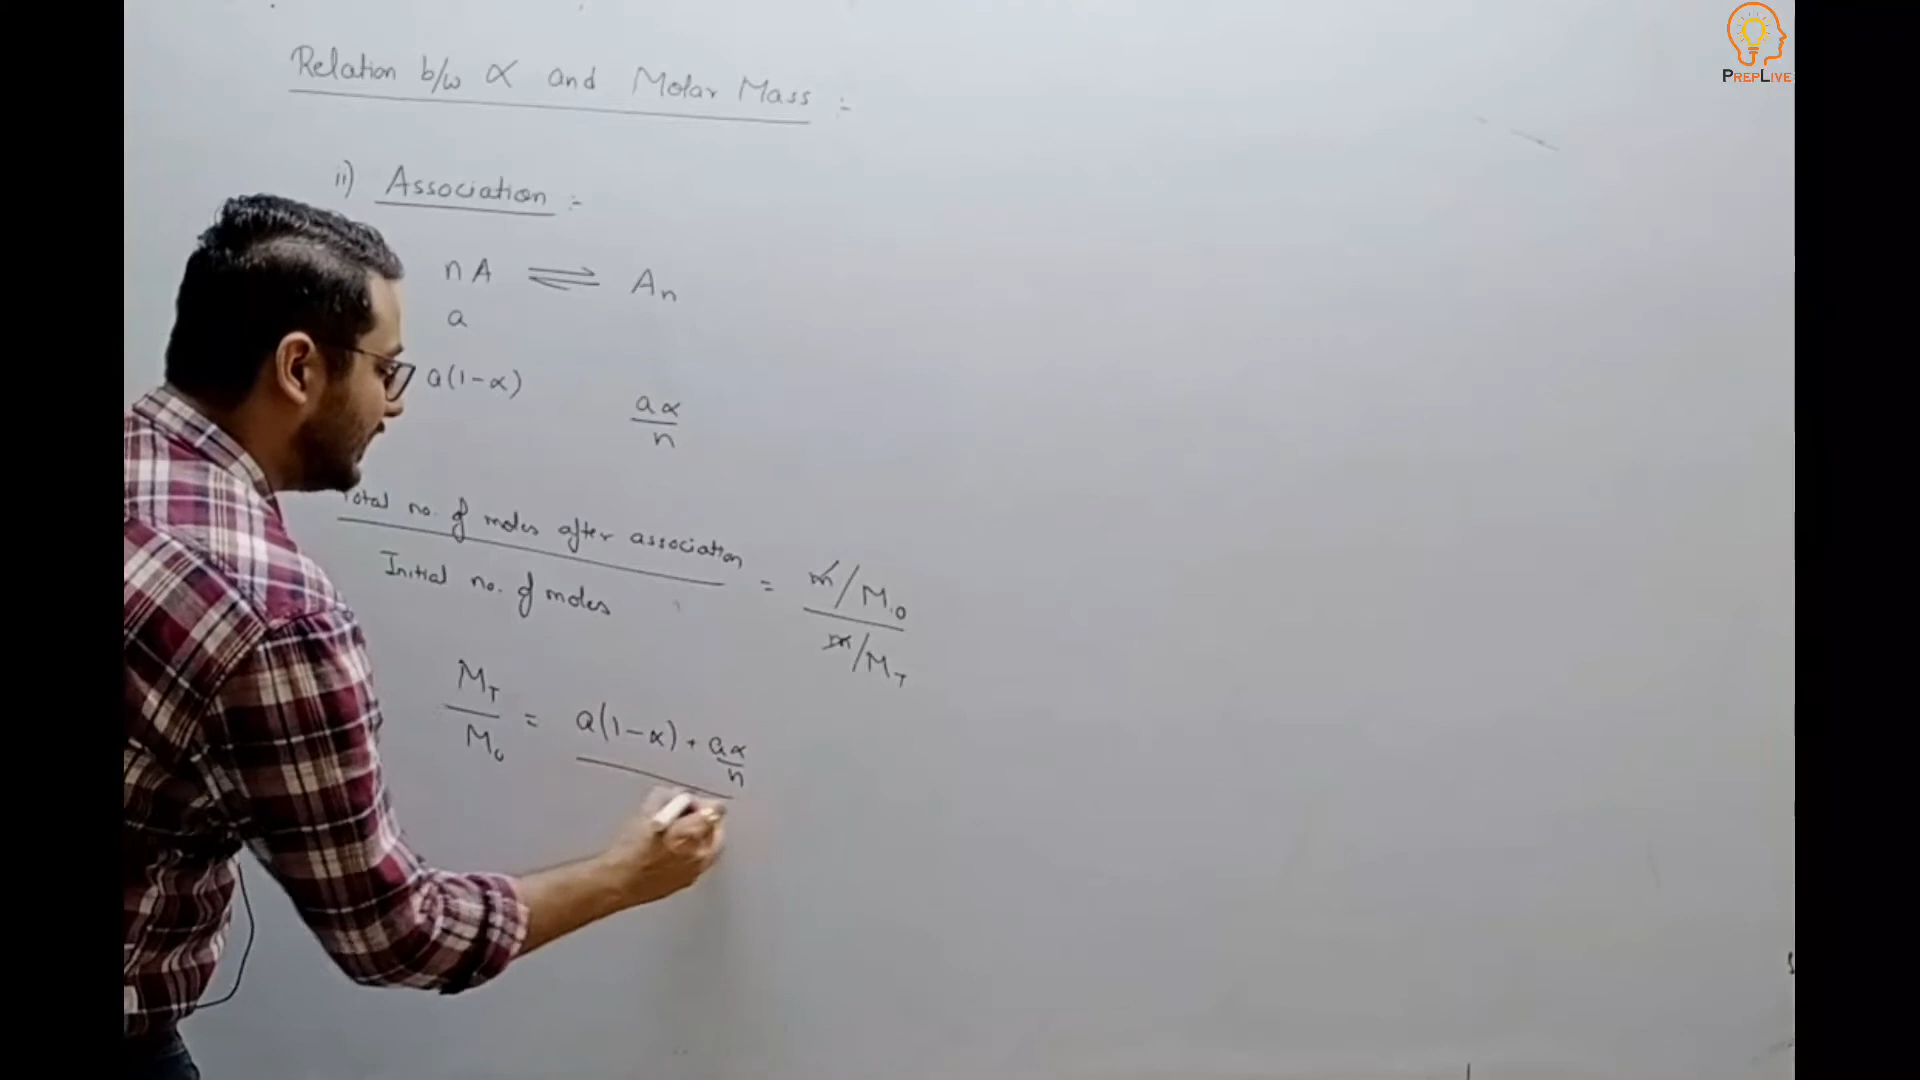 PREPLIVE
Relation b/w α and Molar Mass :-
ii) Association :-
nA ⇌ Aₙ
a
a(1-α) aα/n
Total no. of moles after association / Initial no. of moles = m/M₀ / m/M_T
M_T/M₀ = a(1-α) + aα/n